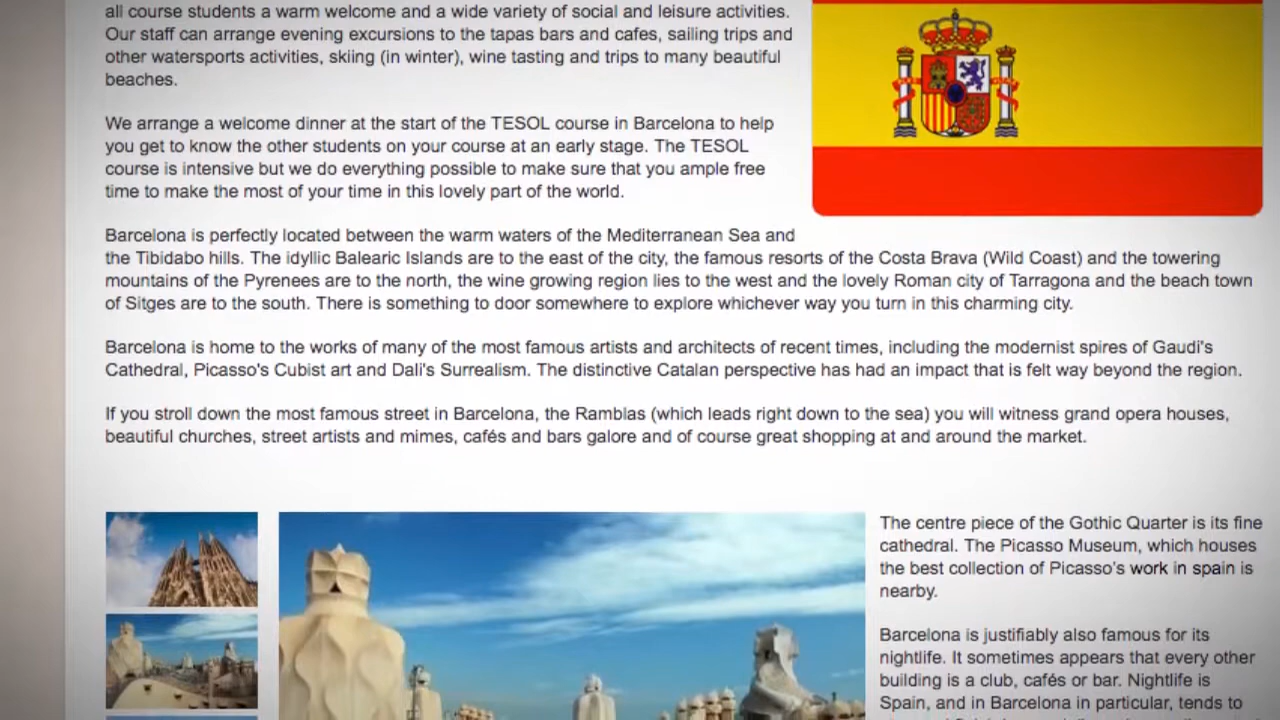 all course students a warm welcome and a wide variety of social and leisure activities.
Our staff can arrange evening excursions to the tapas bars and cafes, sailing trips and
other watersports activities, skiing (in winter), wine tasting and trips to many beautiful
beaches.
We arrange a welcome dinner at the start of the TESOL course in Barcelona to help
you get to know the other students on your course at an early stage. The TESOL
course is intensive but we do everything possible to make sure that you ample free
time to make the most of your time in this lovely part of the world.
Barcelona is perfectly located between the warm waters of the Mediterranean Sea and
the Tibidabo hills. The idyllic Balearic Islands are to the east of the city, the famous resorts of the Costa Brava (Wild Coast) and the towering
mountains of the Pyrenees are to the north, the wine growing region lies to the west and the lovely Roman city of Tarragona and the beach town
of Sitges are to the south. There is something to door somewhere to explore whichever way you turn in this charming city.
Barcelona is home to the works of many of the most famous artists and architects of recent times, including the modernist spires of Gaudi's
Cathedral, Picasso's Cubist art and Dali's Surrealism. The distinctive Catalan perspective has had an impact that is felt way beyond the region.
If you stroll down the most famous street in Barcelona, the Ramblas (which leads right down to the sea) you will witness grand opera houses,
beautiful churches, street artists and mimes, cafés and bars galore and of course great shopping at and around the market.
The centre piece of the Gothic Quarter is its fine
cathedral. The Picasso Museum, which houses
the best collection of Picasso's work in spain is
nearby.
Barcelona is justifiably also famous for its
nightlife. It sometimes appears that every other
building is a club, cafés or bar. Nightlife is
Spain, and in Barcelona in particular, tends to